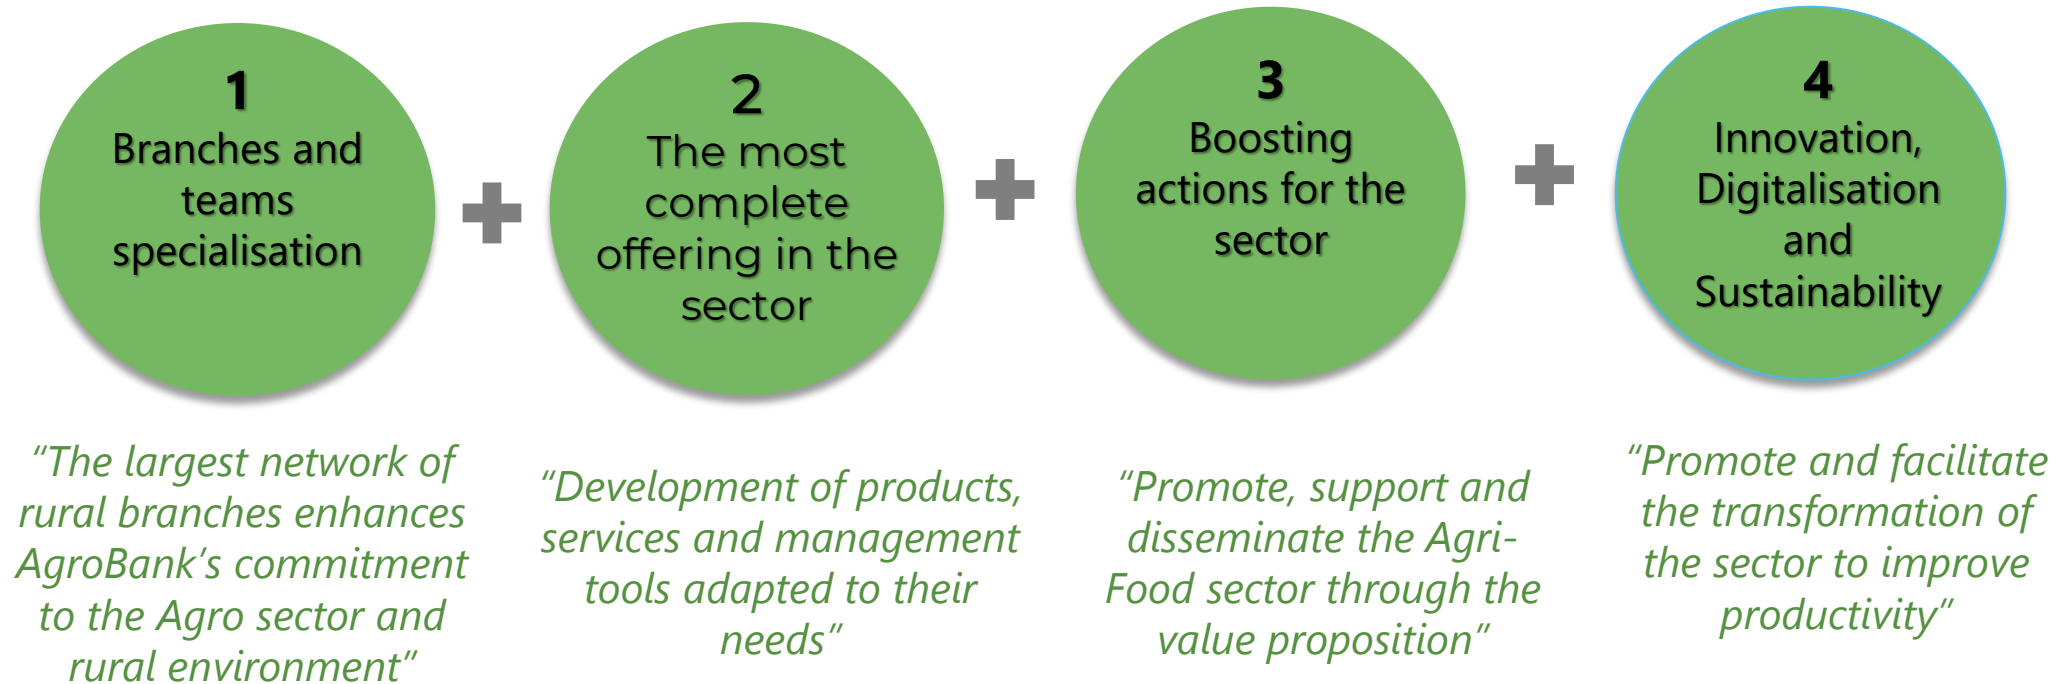 1
Branches and
teams
specialisation
2
The most
complete
offering in the
sector
3
Boosting
actions for the
sector
4
Innovation,
Digitalisation
and
Sustainability
“The largest network of
rural branches enhances
AgroBank’s commitment
to the Agro sector and
rural environment”
“Development of products,
services and management
tools adapted to their
needs”
“Promote, support and
disseminate the Agri-
Food sector through the
value proposition”
“Promote and facilitate
the transformation of
the sector to improve
productivity”